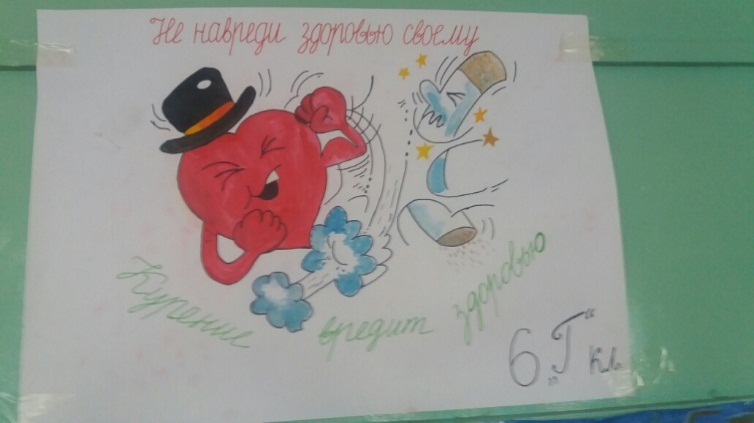 Не навреди здоровью своему
Курение вредит здоровью
6 „Г“ кл.